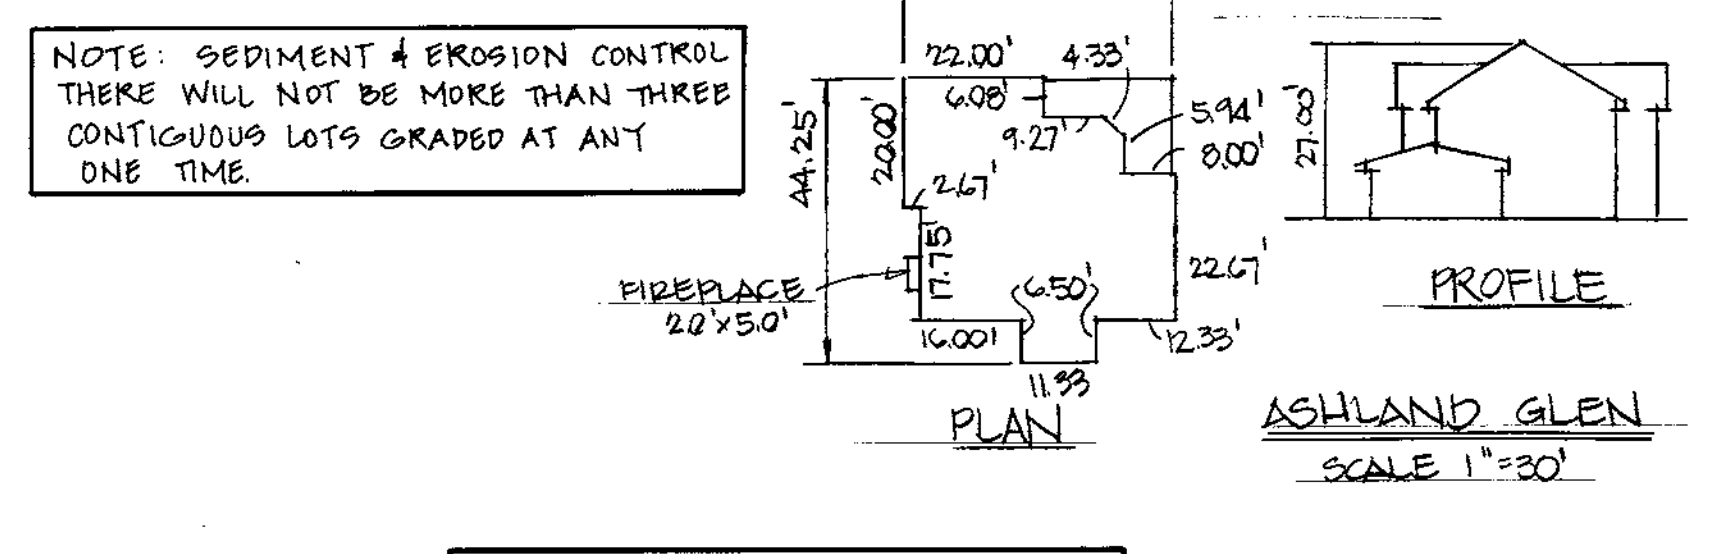 NOTE: SEDIMENT & EROSION CONTROL
THERE WILL NOT BE MORE THAN THREE
CONTIGUOUS LOTS GRADED AT ANY
ONE TIME.
22.00'
4.33'
6.08'
5.94'
9.27'
8.00'
20.00'
44.25'
2.67'
17.75'
22.67'
FIREPLACE
2.0'x5.0'
6.50'
16.00'
12.33'
11.33
PLAN
27.00'
PROFILE
ASHLAND GLEN
SCALE 1"=30'